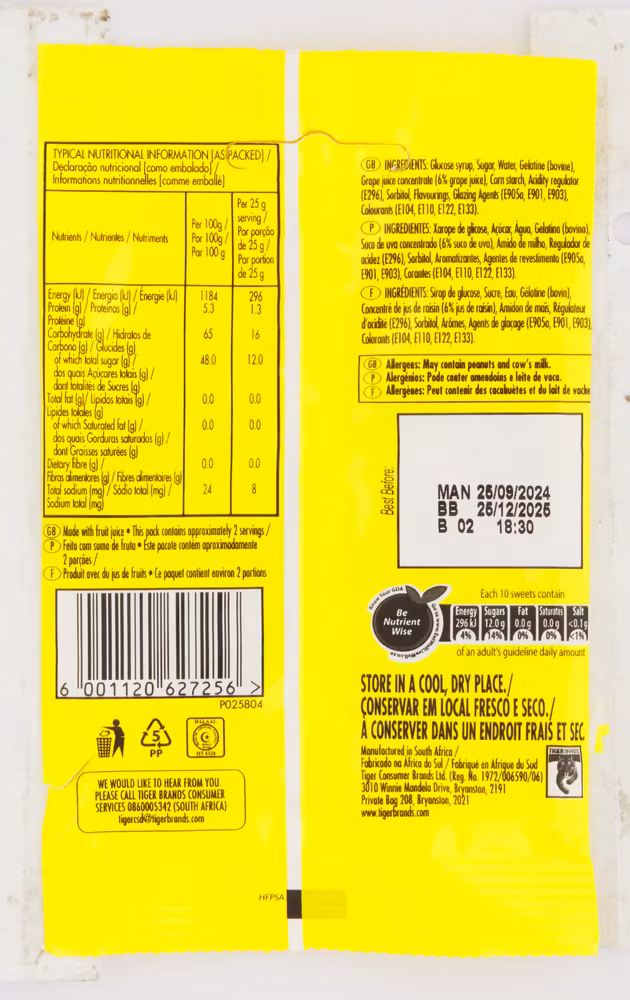 TYPICAL NUTRITIONAL INFORMATION [AS PACKED] /
Declaração nutricional [como embalado] /
Informations nutritionnelles [comme emballé]
Nutrients / Nutrientes / Nutriments
Per 100g /
Por 100g /
Par 100 g
Per 25 g
serving /
Por porção
de 25 g /
Par portion
de 25 g
Energy (kJ) / Energia (kJ) / Énergie (kJ) 1184 296
Protein (g) / Proteínas (g) / 5.3 1.3
Protéine (g)
Carbohydrate (g) / Hidratos de 65 16
Carbono (g) / Glucides (g)
of which total sugar (g) / 48.0 12.0
dos quais Açúcares totais (g) /
dont totalités de Sucres (g)
Total fat (g)/ Lípidos totais (g) / 0.0 0.0
Lipides totales (g)
of which Saturated fat (g) / 0.0 0.0
dos quais Gorduras saturadas (g) /
dont Graisses saturées (g)
Dietary fibre (g) / 0.0 0.0
Fibras alimentares (g) / Fibres alimentaires (g)
Total sodium (mg) / Sódio total (mg) / 24 8
Sodium total (mg)
GB Made with fruit juice • This pack contains approximately 2 servings /
P Feito com sumo de fruta • Este pacote contém aproximadamente
2 porções /
F Produit avec du jus de fruits • Ce paquet contient environ 2 portions
6 001120 627256 >
P025804
5
PP
HALAAL
WE WOULD LIKE TO HEAR FROM YOU.
PLEASE CALL TIGER BRANDS CONSUMER
SERVICES 0860005342 (SOUTH AFRICA)
tigercsd@tigerbrands.com
HFPSA
GB INGREDIENTS: Glucose syrup, Sugar, Water, Gelatine (bovine),
Grape juice concentrate (6% grape juice), Corn starch, Acidity regulator
(E296), Sorbitol, Flavourings, Glazing Agents (E905a, E901, E903),
Colourants (E104, E110, E122, E133).
P INGREDIENTES: Xarope de glicose, Açúcar, Água, Gelatina (bovina),
Suco de uva concentrado (6% suco de uva), Amido de milho, Regulador de
acidez (E296), Sorbitol, Aromatizantes, Agentes de revestimento (E905a,
E901, E903), Corantes (E104, E110, E122, E133).
F INGRÉDIENTS: Sirop de glucose, Sucre, Eau, Gélatine (bovin),
Concentré de jus de raisin (6% jus de raisin), Amidon de maïs, Régulateur
d'acidité (E296), Sorbitol, Arômes, Agents de glaçage (E905a, E901, E903),
Colorants (E104, E110, E122, E133).
GB Allergens: May contain peanuts and cow's milk.
P Alergénios: Pode conter amendoins e leite de vaca.
F Allergènes: Peut contenir des cacahuètes et du lait de vache
Best Before:
MAN 25/09/2024
BB 25/12/2025
B 02 18:30
Know Your GDA
Be
Nutrient
Wise
Each 10 sweets contain
Energy Sugars Fat Saturates Salt
296 kJ 12.0g 0.0g 0.0g <0.1g
4% 14% 0% 0% <1%
of an adult's guideline daily amount
STORE IN A COOL, DRY PLACE./
CONSERVAR EM LOCAL FRESCO E SECO./
À CONSERVER DANS UN ENDROIT FRAIS ET SEC.
Manufactured in South Africa /
Fabricado na África do Sul / Fabriqué en Afrique du Sud
Tiger Consumer Brands Ltd. (Reg. No. 1972/006590/06)
3010 Winnie Mandela Drive, Bryanston, 2191
Private Bag 208, Bryanston, 2021
www.tigerbrands.com
TIGER BRANDS